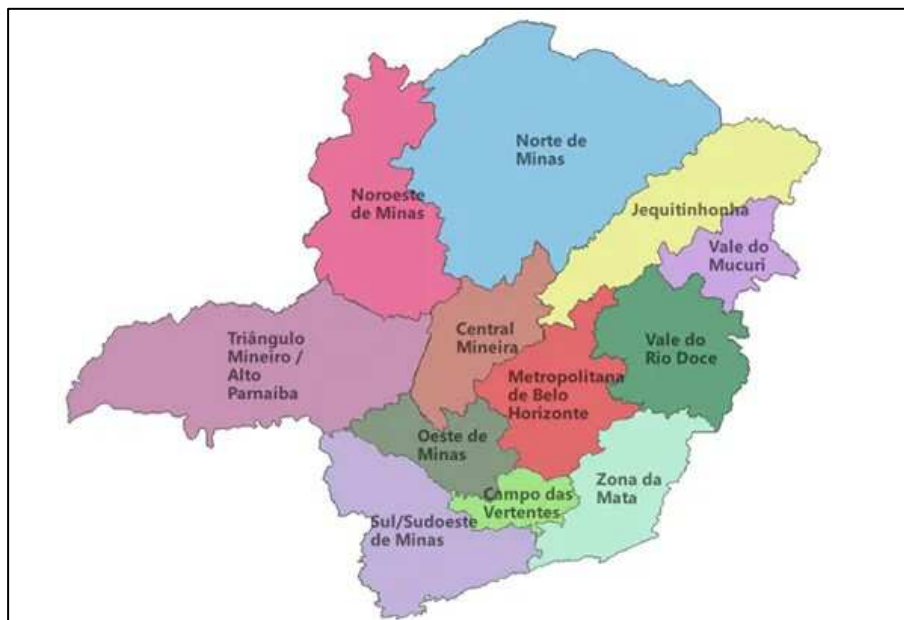 Norte de
Minas
Noroeste
de Minas
Jequitinhonha
Vale do
Mucuri
Triângulo
Mineiro /
Alto
Parnaíba
Central
Mineira
Vale do
Rio Doce
Metropolitana
de Belo
Horizonte
Oeste de
Minas
Zona da
Mata
Campo das
Vertentes
Sul/Sudoeste
de Minas